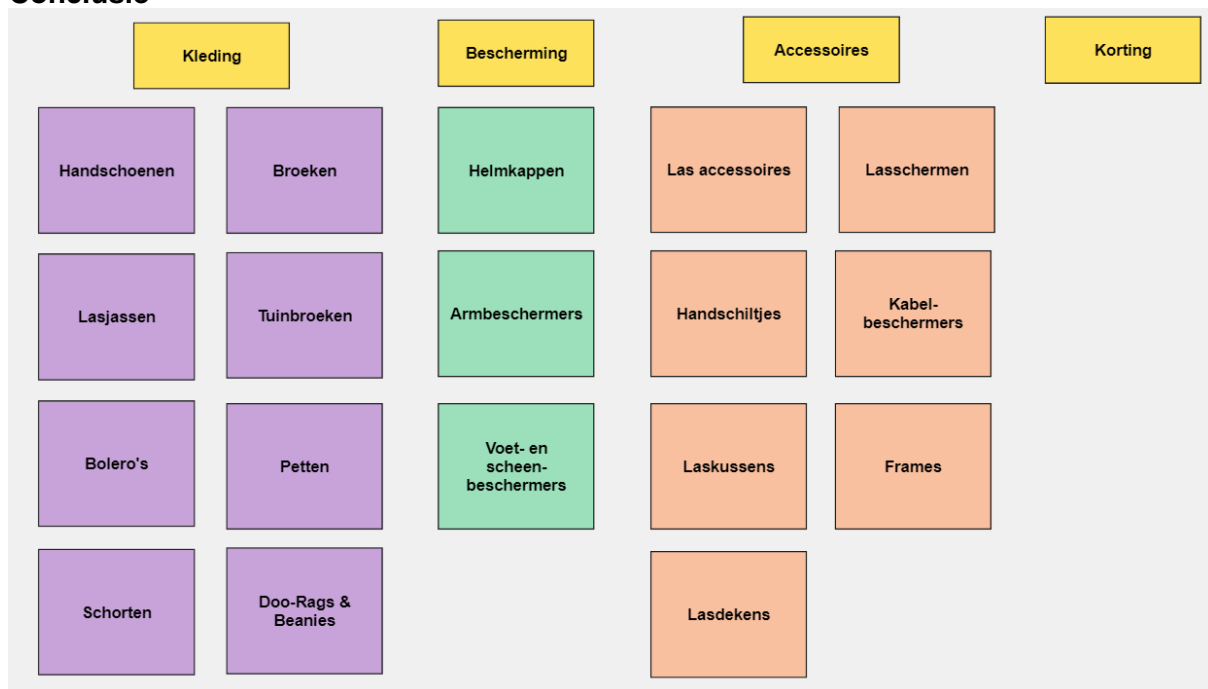 Conclusie
Kleding
Bescherming
Accessoires
Korting
Handschoenen
Broeken
Helmkappen
Las accessoires
Lasschermen
Lasjassen
Tuinbroeken
Armbeschermers
Handschiltjes
Kabel-
beschermers
Bolero's
Petten
Voet- en
scheen-
beschermers
Laskussens
Frames
Schorten
Doo-Rags &
Beanies
Lasdekens